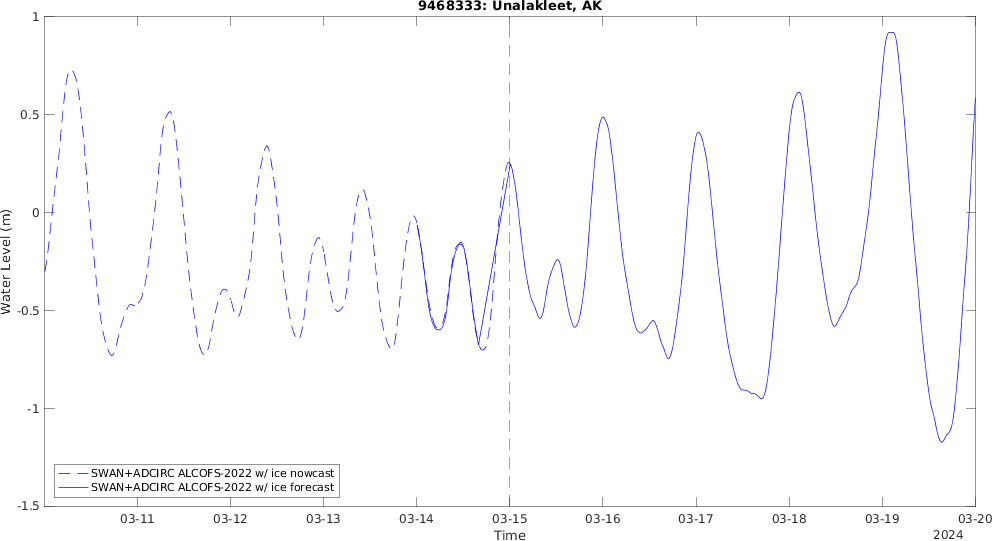 9468333: Unalakleet, AK
1
0.5
0
-0.5
-1
-1.5
Water Level (m)
SWAN+ADCIRC ALCOFS-2022 w/ ice nowcast
SWAN+ADCIRC ALCOFS-2022 w/ ice forecast
03-11 03-12 03-13 03-14 03-15 03-16 03-17 03-18 03-19 03-20
Time
2024